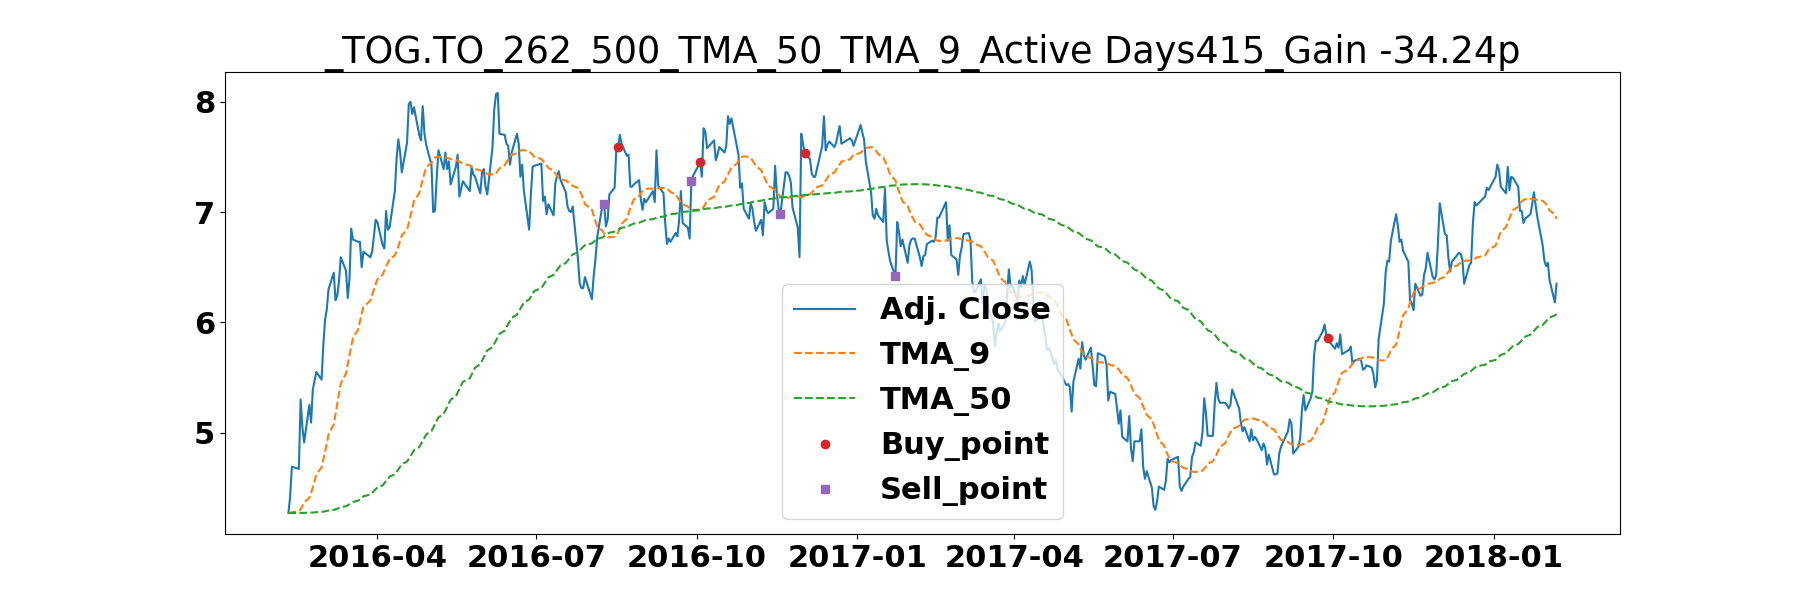 _TOG.TO_262_500_TMA_50_TMA_9_Active Days415_Gain -34.24p
8
7
6
5
Adj. Close
TMA_9
TMA_50
Buy_point
Sell_point
2016-04 2016-07 2016-10 2017-01 2017-04 2017-07 2017-10 2018-01